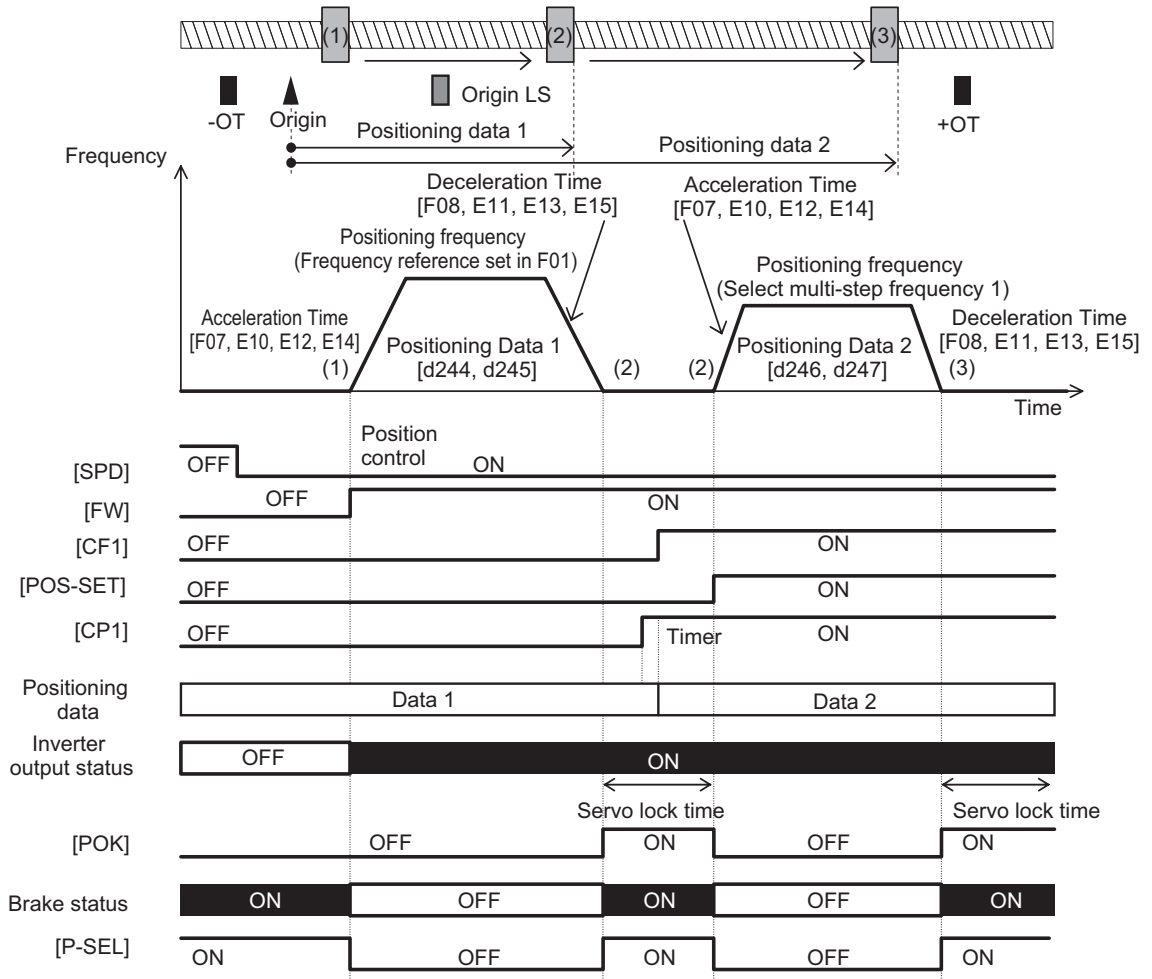 (1) (2) (3)
-OT
Origin
Origin LS
+OT
Positioning data 1
Positioning data 2
Frequency
Deceleration Time
[F08, E11, E13, E15]
Acceleration Time
[F07, E10, E12, E14]
Positioning frequency
(Frequency reference set in F01)
Positioning frequency
(Select multi-step frequency 1)
Acceleration Time
[F07, E10, E12, E14]
Positioning Data 1
[d244, d245]
Positioning Data 2
[d246, d247]
Deceleration Time
[F08, E11, E13, E15]
(1) (2) (2) (3)
Time
[SPD] OFF Position
control ON
[FW] OFF ON
[CF1] OFF ON
[POS-SET] OFF ON
[CP1] OFF Timer ON
Positioning
data
Data 1 Data 2
Inverter
output status
OFF ON
Servo lock time Servo lock time
[POK] OFF ON OFF ON
Brake status ON OFF ON OFF ON
[P-SEL] ON OFF ON OFF ON